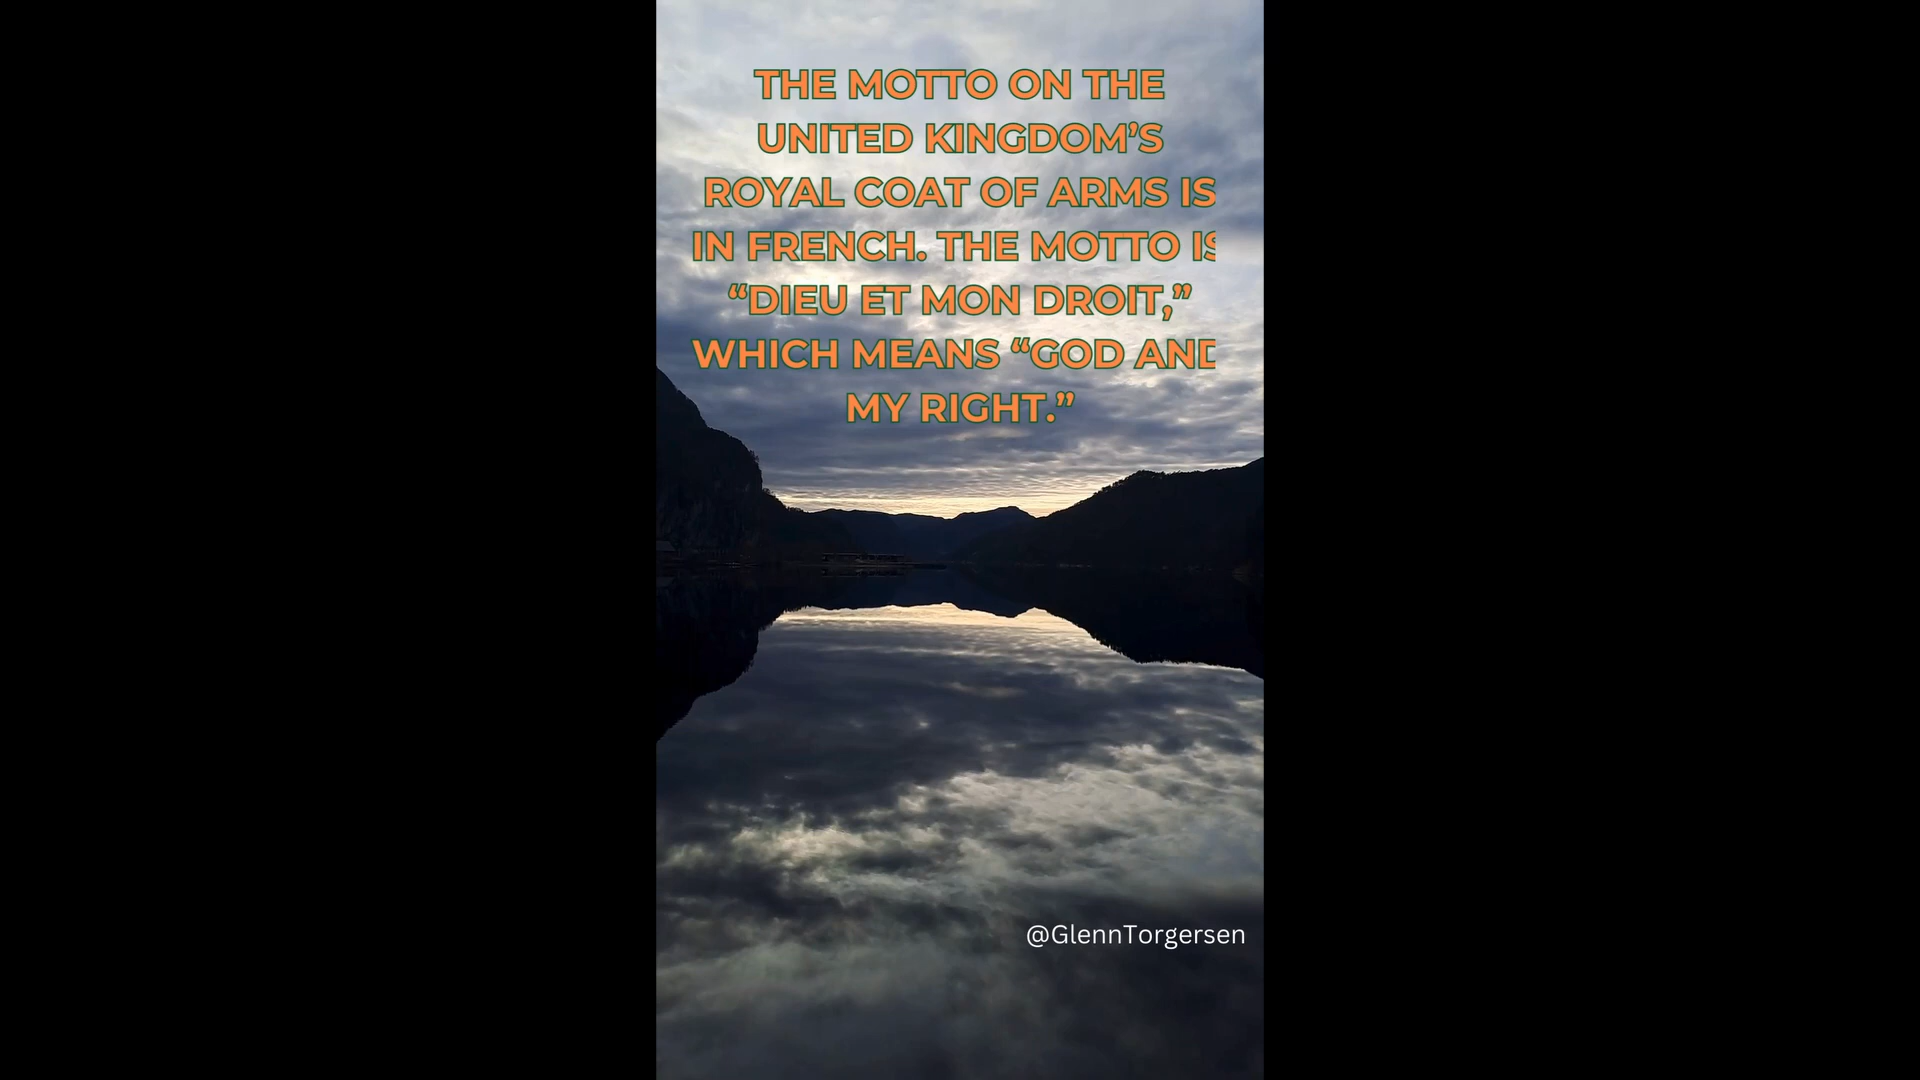 THE MOTTO ON THE
UNITED KINGDOM’S
ROYAL COAT OF ARMS IS
IN FRENCH. THE MOTTO IS
“DIEU ET MON DROIT,”
WHICH MEANS “GOD AND
MY RIGHT.”
@GlennTorgersen